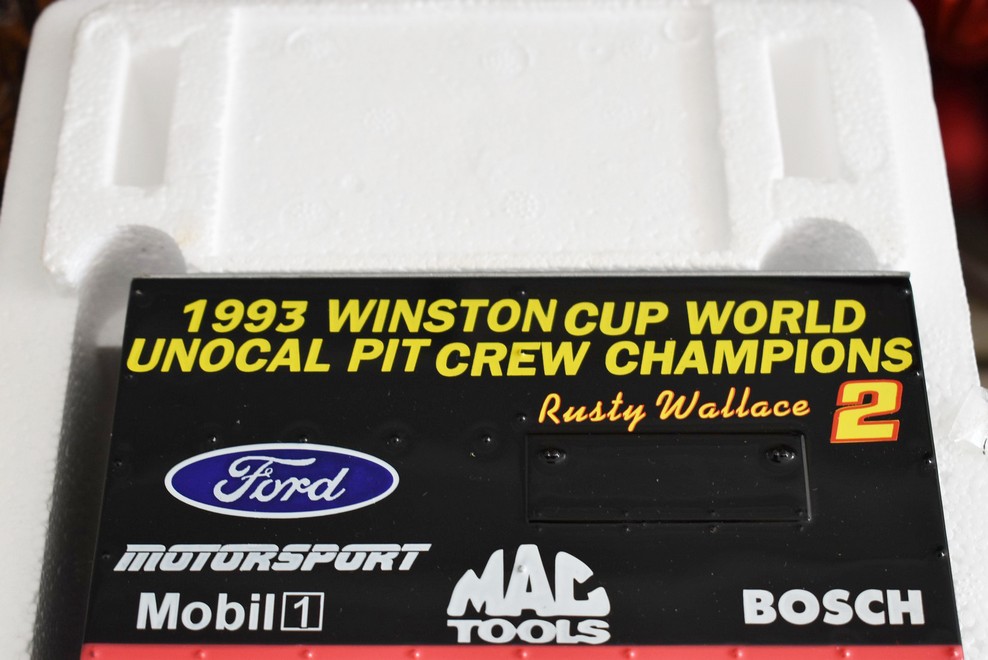 1993 WINSTON CUP WORLD
UNOCAL PIT CREW CHAMPIONS
Rusty Wallace 2
Ford
MOTORSPORT
Mobil 1
MAC
TOOLS
BOSCH